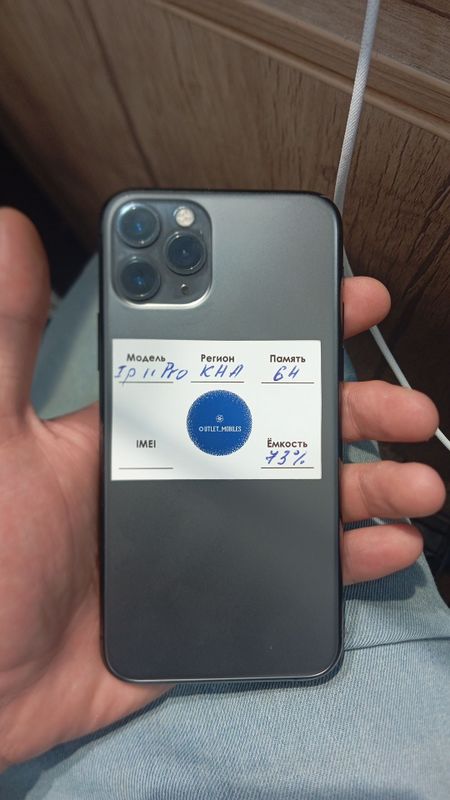 Модель Регион Память
Ip 11 Pro KHA 64
OUTLET_MOBILES
IMEI Ёмкость
73%